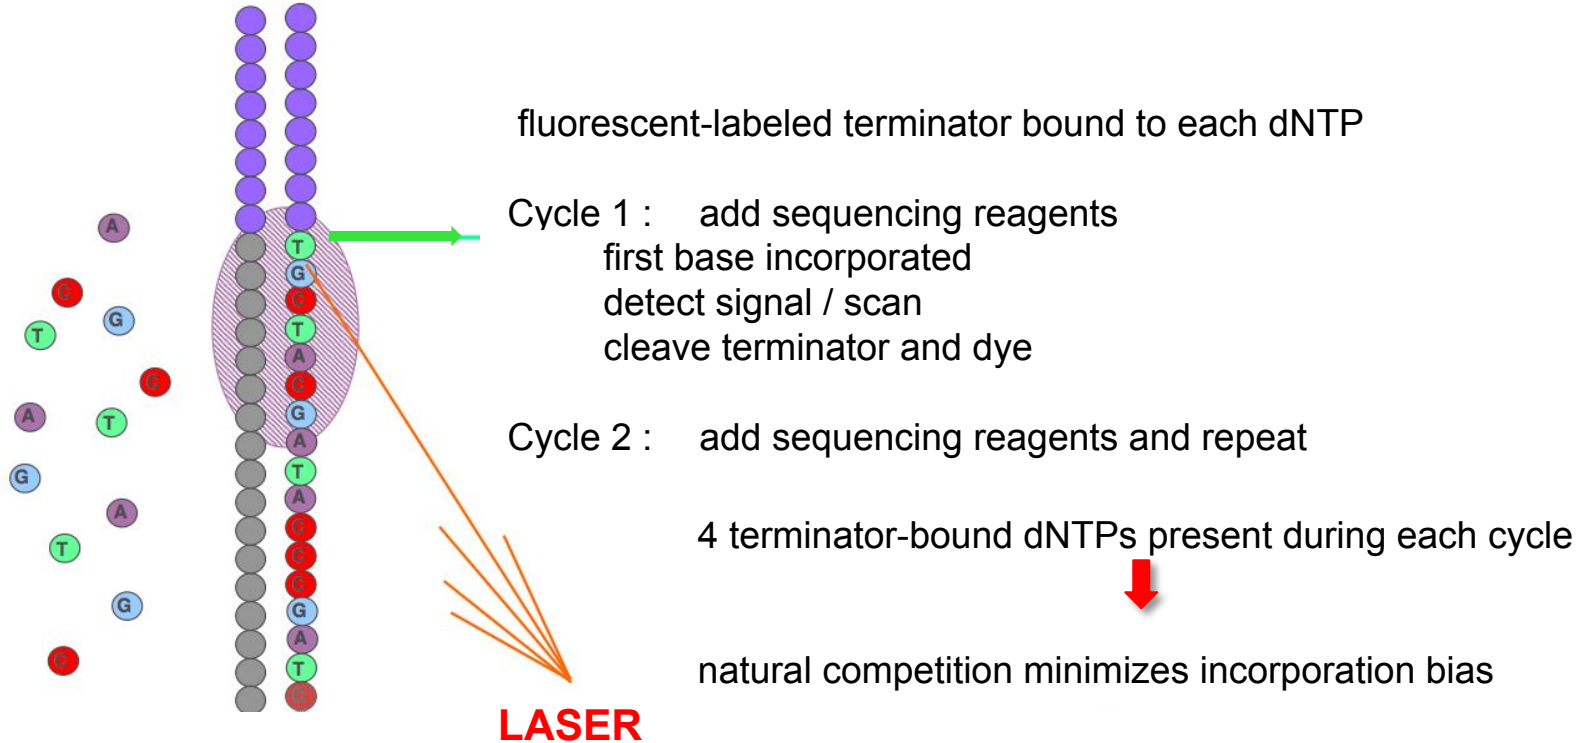 fluorescent-labeled terminator bound to each dNTP
Cycle 1 : add sequencing reagents
first base incorporated
detect signal / scan
cleave terminator and dye
Cycle 2 : add sequencing reagents and repeat
4 terminator-bound dNTPs present during each cycle
natural competition minimizes incorporation bias
LASER
A
C
G
T
C
A
T
G
A
T
G
C
T
G
C
T
A
C
G
A
T
A
C
C
C
G
A
T